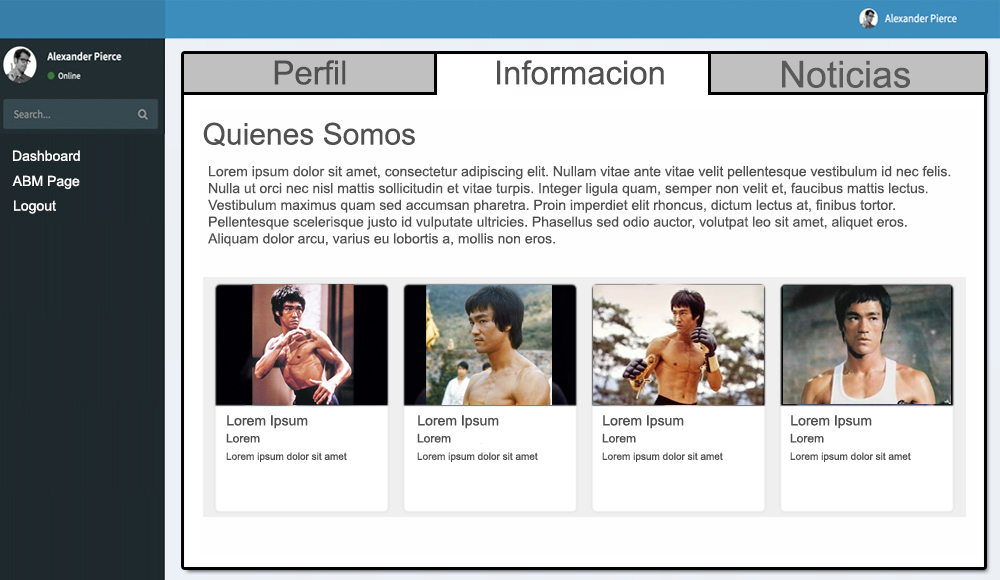 Alexander Pierce
Alexander Pierce
Online
Search...
Dashboard
ABM Page
Logout
Perfil
Informacion
Noticias
Quienes Somos
Lorem ipsum dolor sit amet, consectetur adipiscing elit. Nullam vitae ante vitae velit pellentesque vestibulum id nec felis.
Nulla ut orci nec nisl mattis sollicitudin et vitae turpis. Integer ligula quam, semper non velit et, faucibus mattis lectus.
Vestibulum maximus quam sed accumsan pharetra. Proin imperdiet elit rhoncus, dictum lectus at, finibus tortor.
Pellentesque scelerisque justo id vulputate ultricies. Phasellus sed odio auctor, volutpat leo sit amet, aliquet eros.
Aliquam dolor arcu, varius eu lobortis a, mollis non eros.
Lorem Ipsum
Lorem
Lorem ipsum dolor sit amet
Lorem Ipsum
Lorem
Lorem ipsum dolor sit amet
Lorem Ipsum
Lorem
Lorem ipsum dolor sit amet
Lorem Ipsum
Lorem
Lorem ipsum dolor sit amet